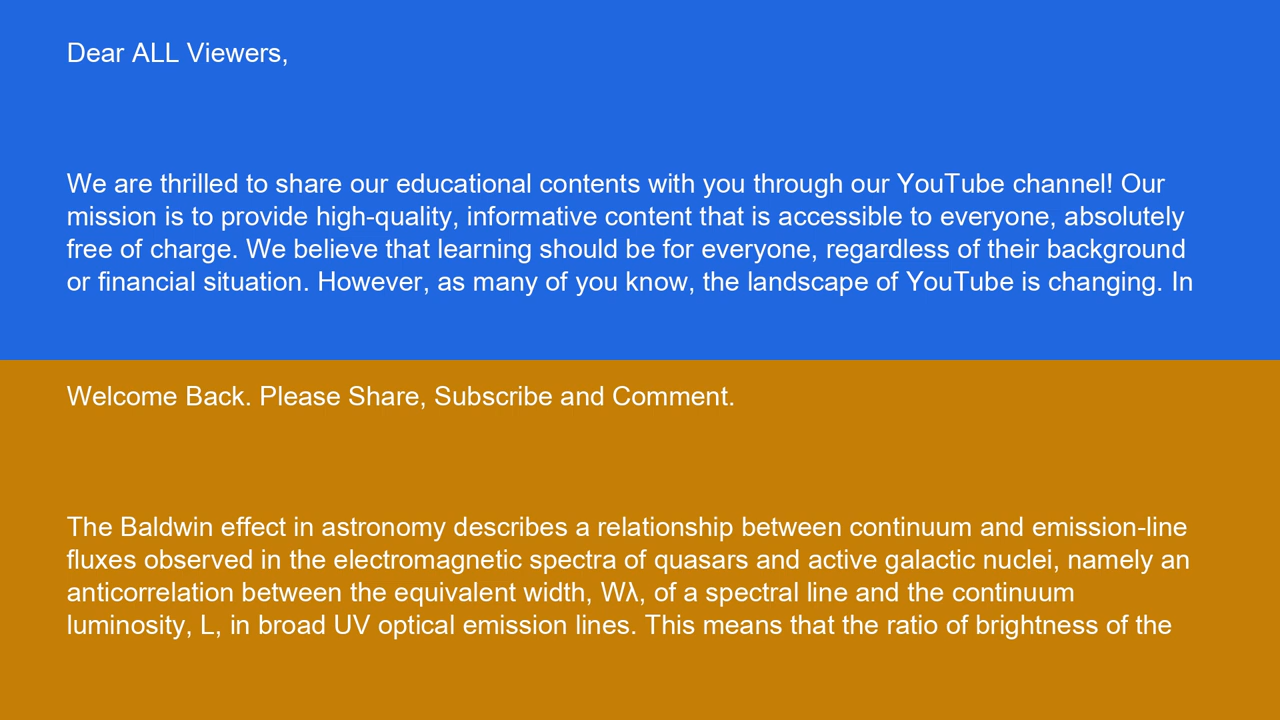 Dear ALL Viewers,
We are thrilled to share our educational contents with you through our YouTube channel! Our
mission is to provide high-quality, informative content that is accessible to everyone, absolutely
free of charge. We believe that learning should be for everyone, regardless of their background
or financial situation. However, as many of you know, the landscape of YouTube is changing. In
Welcome Back. Please Share, Subscribe and Comment.
The Baldwin effect in astronomy describes a relationship between continuum and emission-line
fluxes observed in the electromagnetic spectra of quasars and active galactic nuclei, namely an
anticorrelation between the equivalent width, Wλ, of a spectral line and the continuum
luminosity, L, in broad UV optical emission lines. This means that the ratio of brightness of the